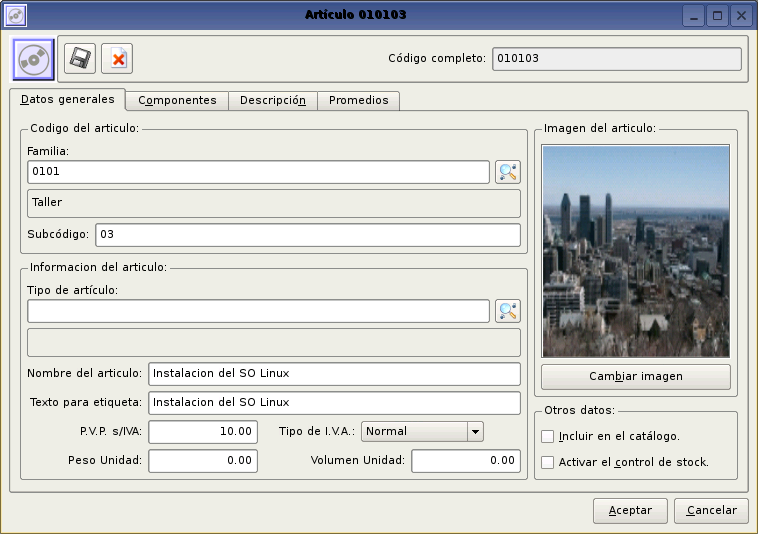 Artículo 010103
Código completo: 010103
Datos generales Componentes Descripción Promedios
Codigo del articulo:
Familia:
0101
Taller
Subcódigo: 03
Informacion del articulo:
Tipo de artículo:
Nombre del articulo: Instalacion del SO Linux
Texto para etiqueta: Instalacion del SO Linux
P.V.P. s/IVA: 10.00 Tipo de I.V.A.: Normal
Peso Unidad: 0.00 Volumen Unidad: 0.00
Imagen del articulo:
Cambiar imagen
Otros datos:
Incluir en el catálogo.
Activar el control de stock.
Aceptar Cancelar